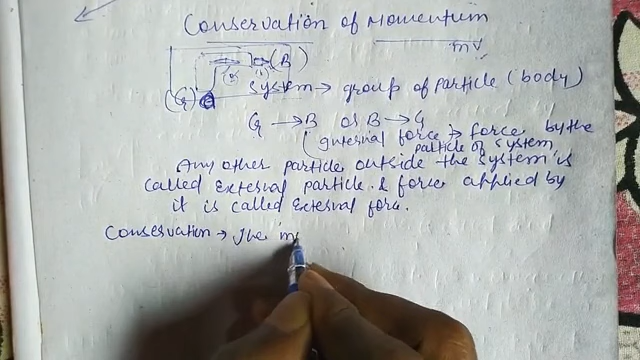 Conservation of Momentum
mv
(B)
System → group of particle (body)
(G)
G → B or B → G
internal force → force by the
particle of system
Any other particle outside the system is
called external particle & force applied by
it is called external force.
Conservation → The m